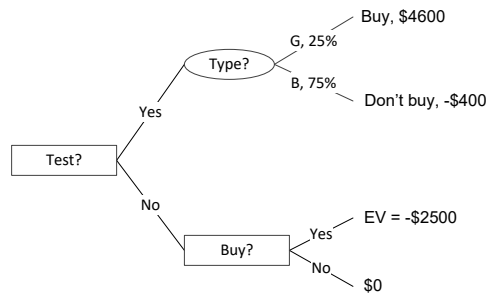 Buy, $4600
G, 25%
Type?
B, 75%
Don't buy, -$400
Yes
Test?
No
EV = -$2500
Yes
Buy?
No
$0